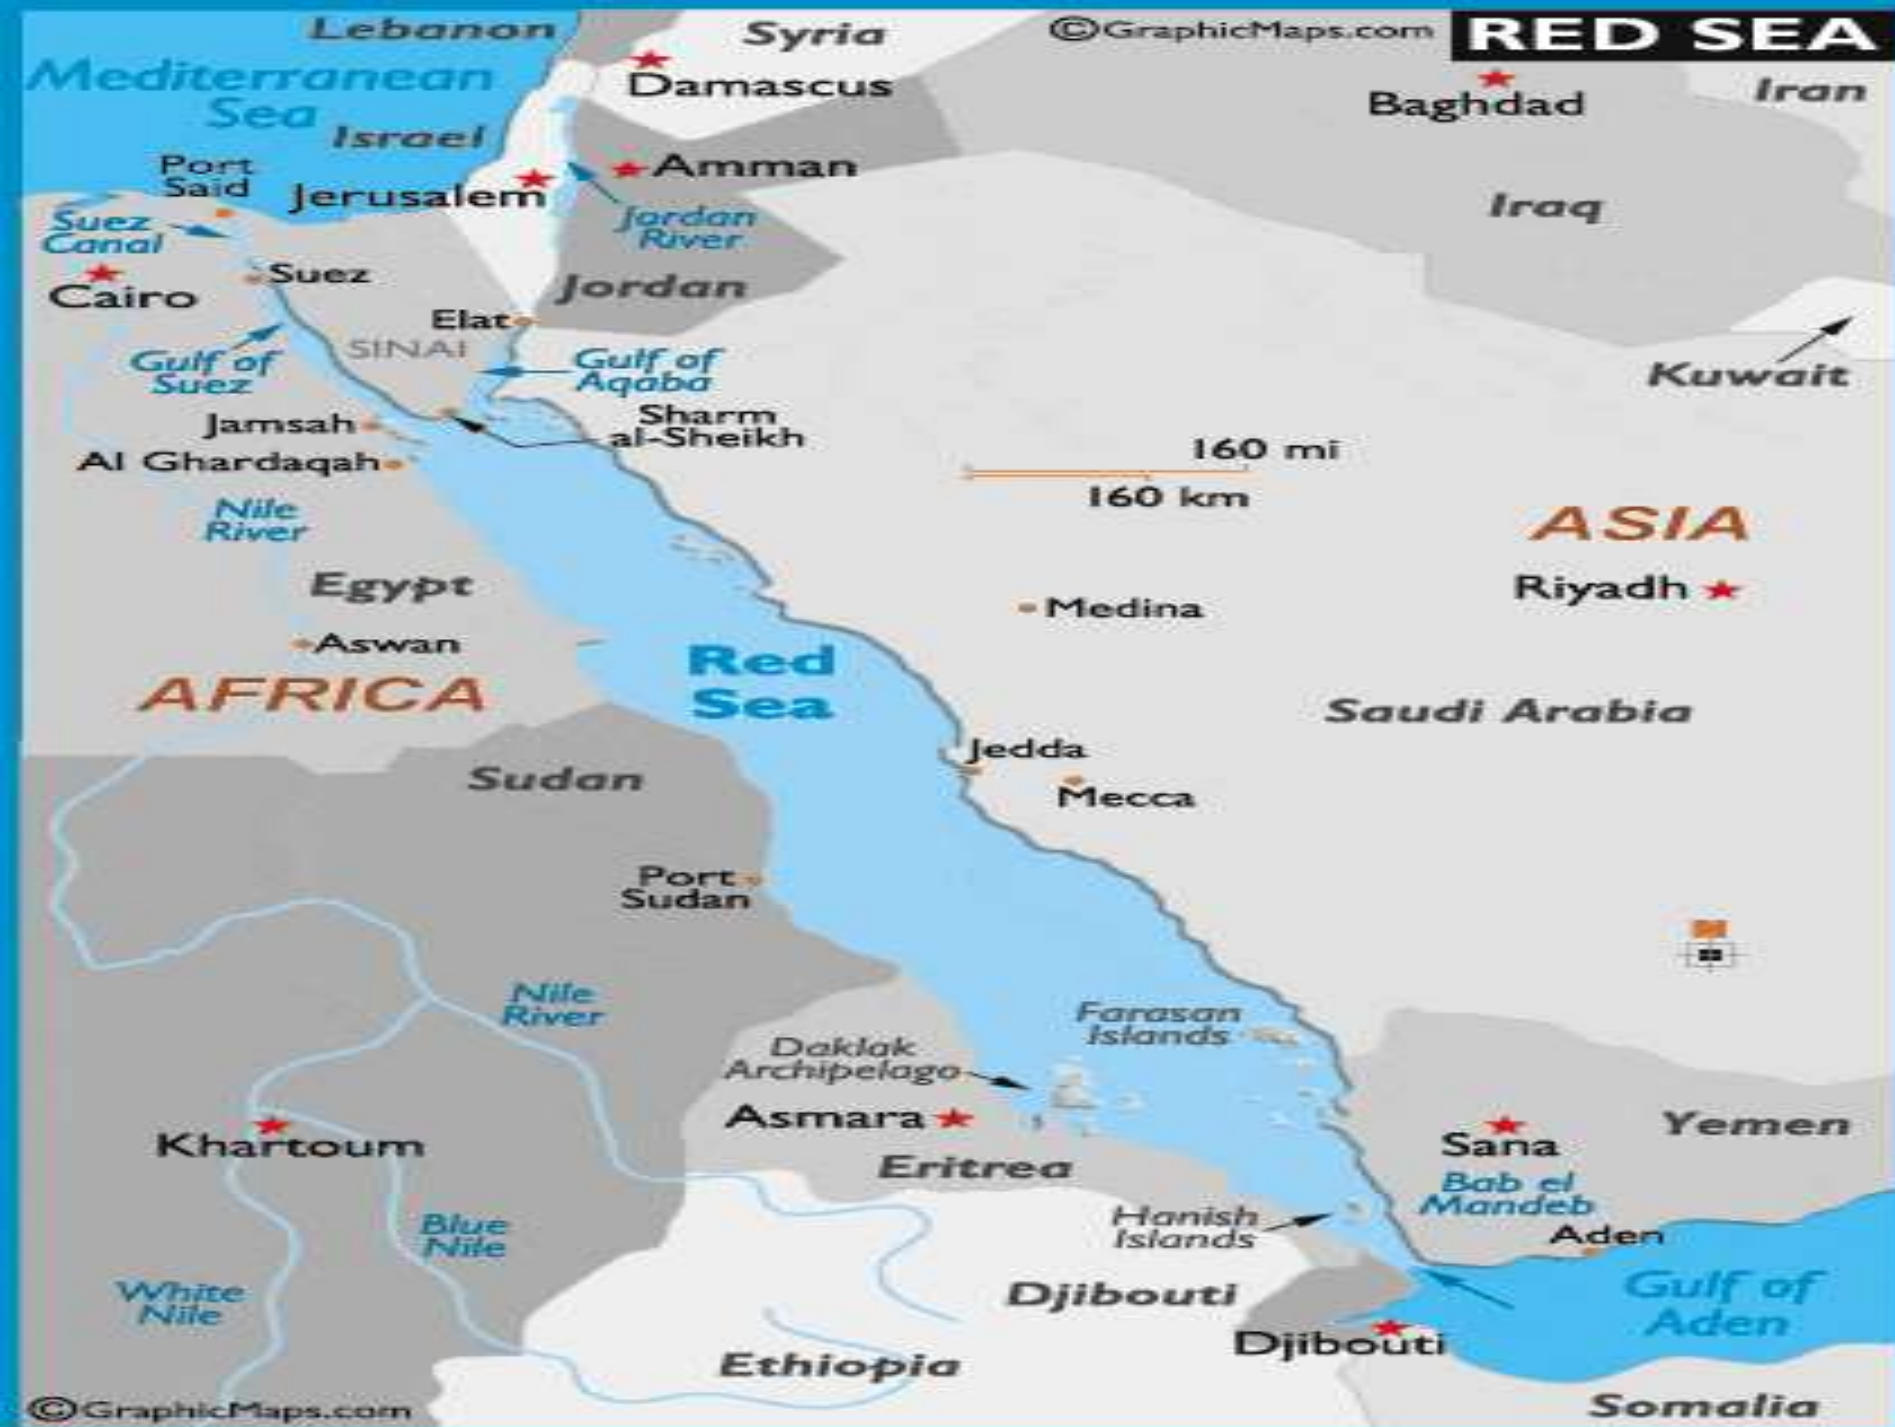 Lebanon
Syria
©GraphicMaps.com
RED SEA
Mediterranean
Sea
Damascus
Baghdad
Iran
Israel
Port
Said
Jerusalem
Amman
Iraq
Suez
Canal
Jordan
River
Cairo
Suez
Jordan
Elat
SINAI
Gulf of
Suez
Gulf of
Aqaba
Kuwait
Jamsah
Sharm
al-Sheikh
Al Ghardaqah
160 mi
160 km
Nile
River
ASIA
Egypt
Medina
Riyadh
Aswan
Red
Sea
AFRICA
Saudi Arabia
Jedda
Sudan
Mecca
Port
Sudan
Nile
River
Farasan
Islands
Daklak
Archipelago
Asmara
Khartoum
Sana
Yemen
Eritrea
Bab el
Mandeb
Blue
Nile
Hanish
Islands
Aden
White
Nile
Djibouti
Gulf of
Aden
Djibouti
Ethiopia
©GraphicMaps.com
Somalia